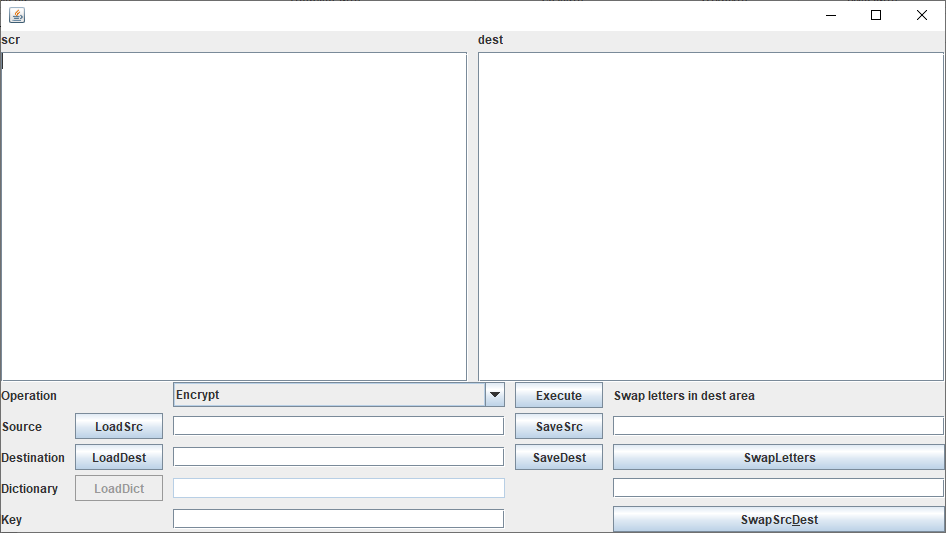 scr dest
Operation Encrypt Execute Swap letters in dest area
Source LoadSrc SaveSrc
Destination LoadDest SaveDest SwapLetters
Dictionary LoadDict
Key SwapSrcDest